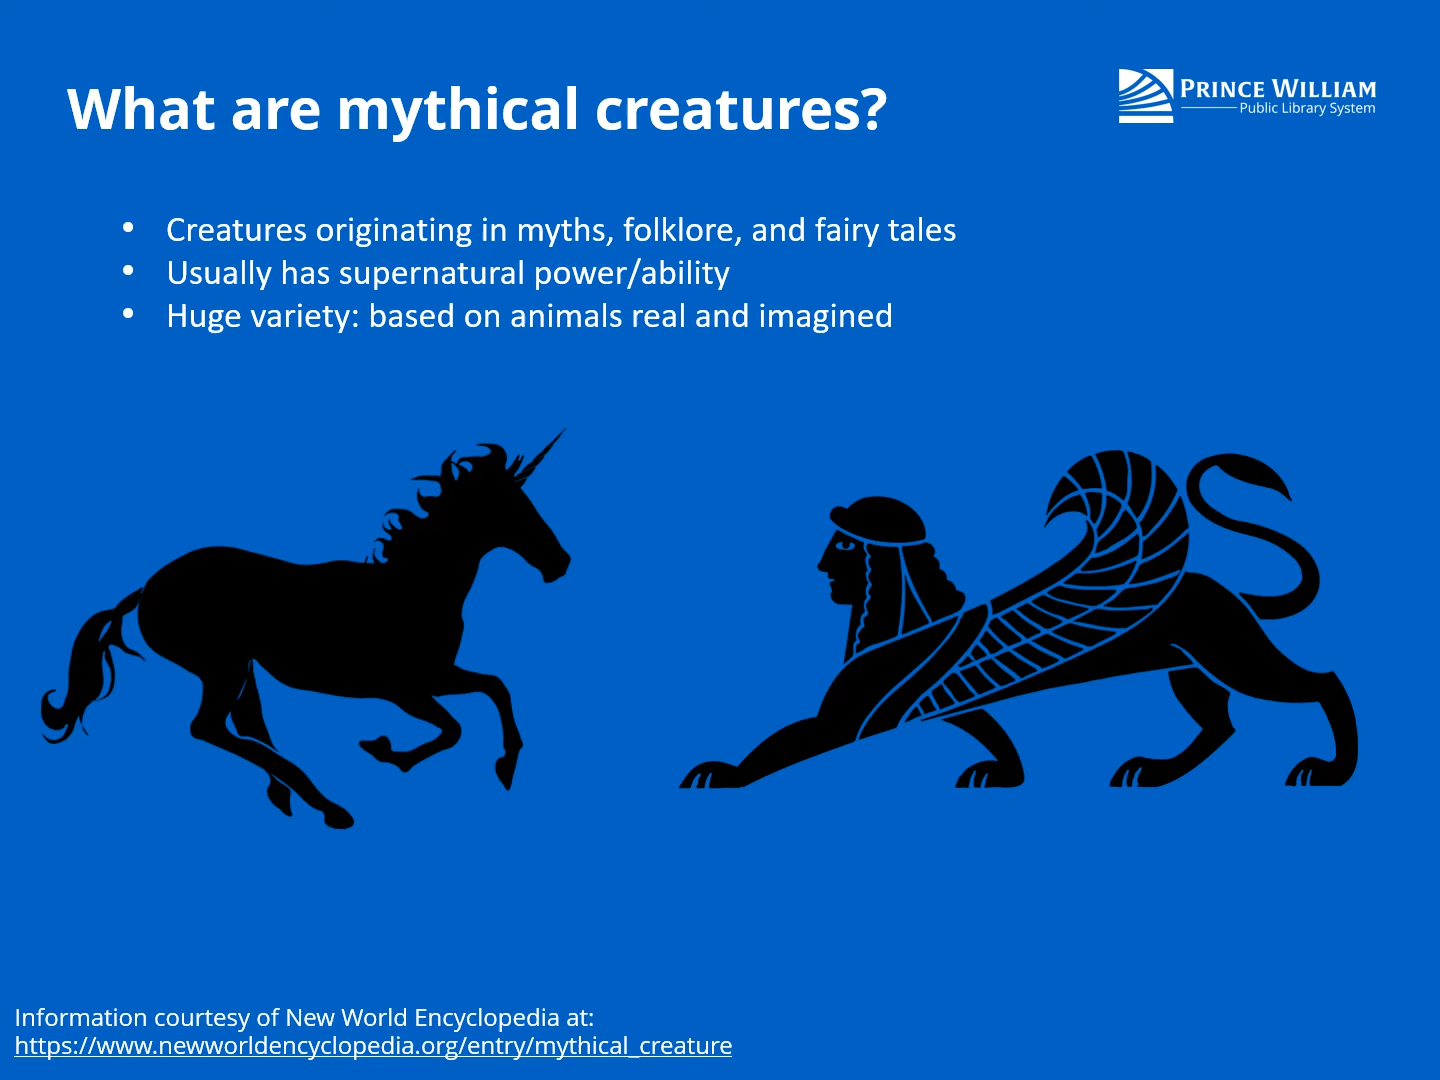 What are mythical creatures?
PRINCE WILLIAM
Public Library System
• Creatures originating in myths, folklore, and fairy tales
• Usually has supernatural power/ability
• Huge variety: based on animals real and imagined
Information courtesy of New World Encyclopedia at:
https://www.newworldencyclopedia.org/entry/mythical_creature